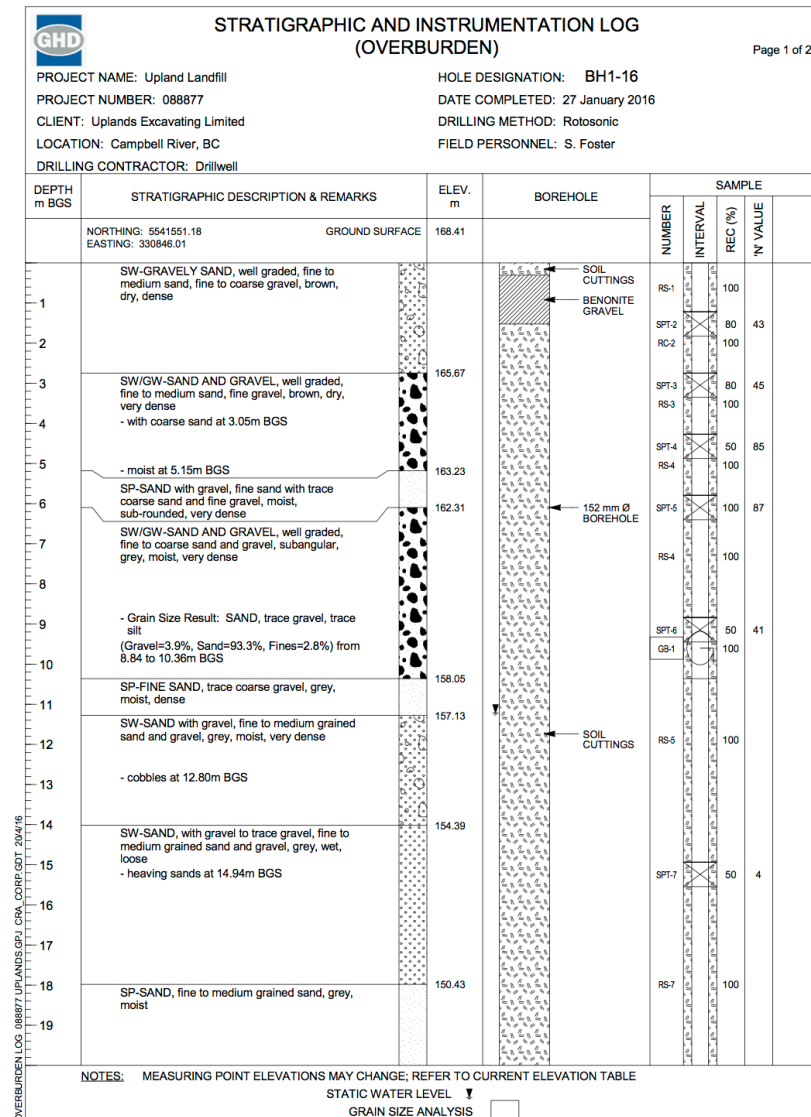 GHD
STRATIGRAPHIC AND INSTRUMENTATION LOG
(OVERBURDEN)
Page 1 of 2
PROJECT NAME: Upland Landfill
HOLE DESIGNATION: BH1-16
PROJECT NUMBER: 088877
DATE COMPLETED: 27 January 2016
CLIENT: Uplands Excavating Limited
DRILLING METHOD: Rotosonic
LOCATION: Campbell River, BC
FIELD PERSONNEL: S. Foster
DRILLING CONTRACTOR: Drillwell
DEPTH
m BGS
STRATIGRAPHIC DESCRIPTION & REMARKS
ELEV.
m
BOREHOLE
SAMPLE
NUMBER
INTERVAL
REC (%)
'N' VALUE
NORTHING: 5541551.18
EASTING: 330846.01
GROUND SURFACE
168.41
SW-GRAVELY SAND, well graded, fine to
medium sand, fine to coarse gravel, brown,
dry, dense
SOIL
CUTTINGS
RS-1 100
1
BENONITE
GRAVEL
SPT-2 80 43
2
RC-2 100
165.67
3
SW/GW-SAND AND GRAVEL, well graded,
fine to medium sand, fine gravel, brown, dry,
very dense
- with coarse sand at 3.05m BGS
SPT-3 80 45
RS-3 100
4
SPT-4 50 85
5
- moist at 5.15m BGS
163.23
RS-4 100
SP-SAND with gravel, fine sand with trace
coarse sand and fine gravel, moist,
sub-rounded, very dense
6
162.31
152 mm Ø
BOREHOLE
SPT-5 100 87
SW/GW-SAND AND GRAVEL, well graded,
fine to coarse sand and gravel, subangular,
grey, moist, very dense
7
RS-4 100
8
9
- Grain Size Result: SAND, trace gravel, trace
silt
(Gravel=3.9%, Sand=93.3%, Fines=2.8%) from
8.84 to 10.36m BGS
SPT-6 50 41
GB-1 100
10
158.05
SP-FINE SAND, trace coarse gravel, grey,
moist, dense
11
157.13
SW-SAND with gravel, fine to medium grained
sand and gravel, grey, moist, very dense
SOIL
CUTTINGS
RS-5 100
12
- cobbles at 12.80m BGS
13
14
154.39
SW-SAND, with gravel to trace gravel, fine to
medium grained sand and gravel, grey, wet,
loose
- heaving sands at 14.94m BGS
15
SPT-7 50 4
16
17
18
150.43
RS-7 100
SP-SAND, fine to medium grained sand, grey,
moist
19
OVERBURDEN LOG 088877 UPLANDS.GPJ CRA_CORP.GDT 20/4/16
NOTES: MEASURING POINT ELEVATIONS MAY CHANGE; REFER TO CURRENT ELEVATION TABLE
STATIC WATER LEVEL
GRAIN SIZE ANALYSIS